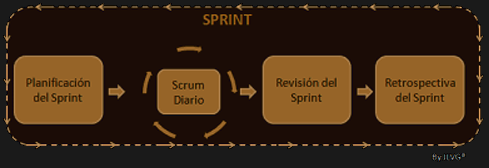 SPRINT
Planificación
del Sprint
Scrum
Diario
Revisión del
Sprint
Retrospectiva
del Sprint